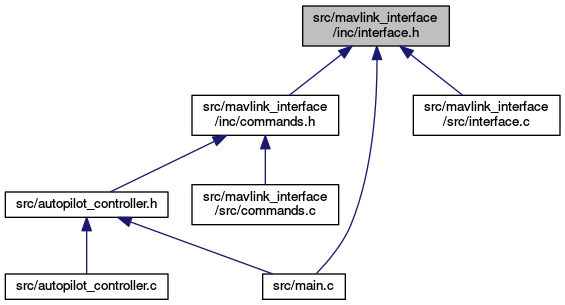 src/mavlink_interface
/inc/interface.h
src/mavlink_interface
/inc/commands.h
src/mavlink_interface
/src/interface.c
src/autopilot_controller.h
src/mavlink_interface
/src/commands.c
src/autopilot_controller.c
src/main.c